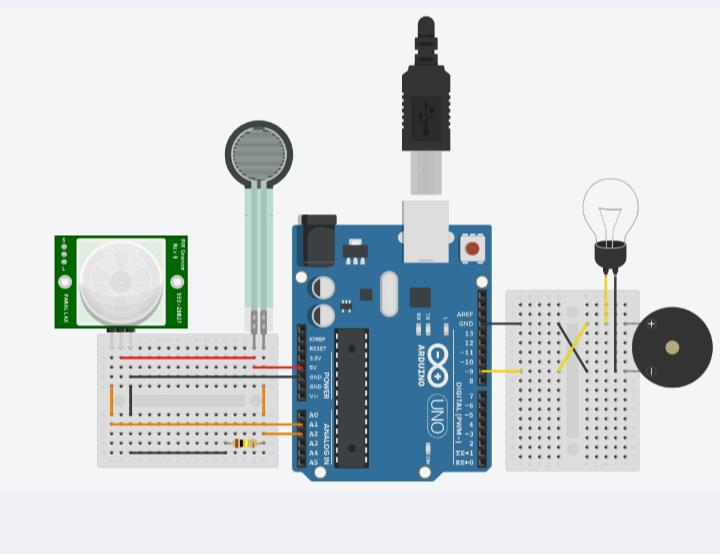 PIR Sensor
Rev B
PARALLAX
555-28027
IOREF
RESET
3.3V
5V
GND
GND
Vin
POWER
A0
A1
A2
A3
A4
A5
ANALOG IN
AREF
GND
13
12
~11
~10
~9
8
7
~6
~5
4
~3
2
TX→1
RX←0
DIGITAL (PWM~)
RX
TX
L
ARDUINO
UNO
ON
+
-